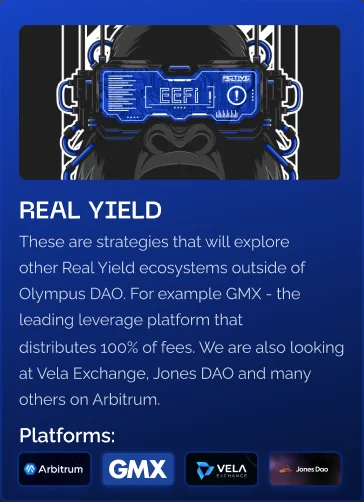 ACTIVE
EEFI
REAL YIELD
These are strategies that will explore
other Real Yield ecosystems outside of
Olympus DAO. For example GMX - the
leading leverage platform that
distributes 100% of fees. We are also looking
at Vela Exchange, Jones DAO and many
others on Arbitrum.
Platforms:
Arbitrum GMX VELA EXCHANGE Jones Dao